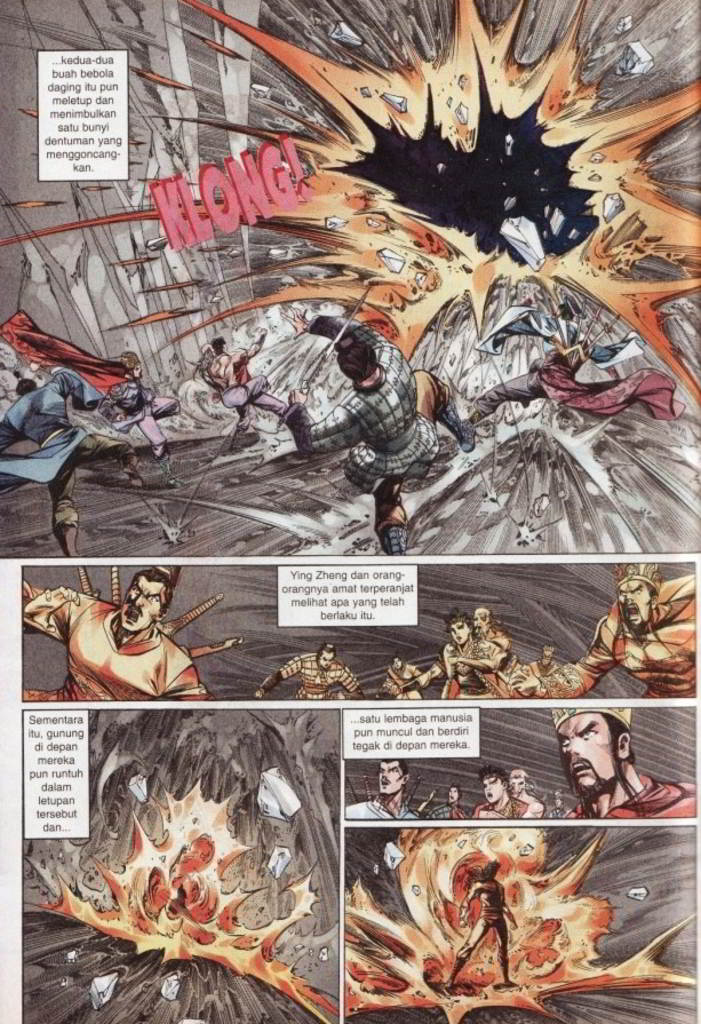 ...kedua-dua
buah bebola
daging itu pun
meletup dan
menimbulkan
satu bunyi
dentuman yang
menggoncang-
kan.
KLONG!
Ying Zheng dan orang-
orangnya amat terperanjat
melihat apa yang telah
berlaku itu.
Sementara
itu, gunung
di depan
mereka
pun runtuh
dalam
letupan
tersebut
dan...
...satu lembaga manusia
pun muncul dan berdiri
tegak di depan mereka.